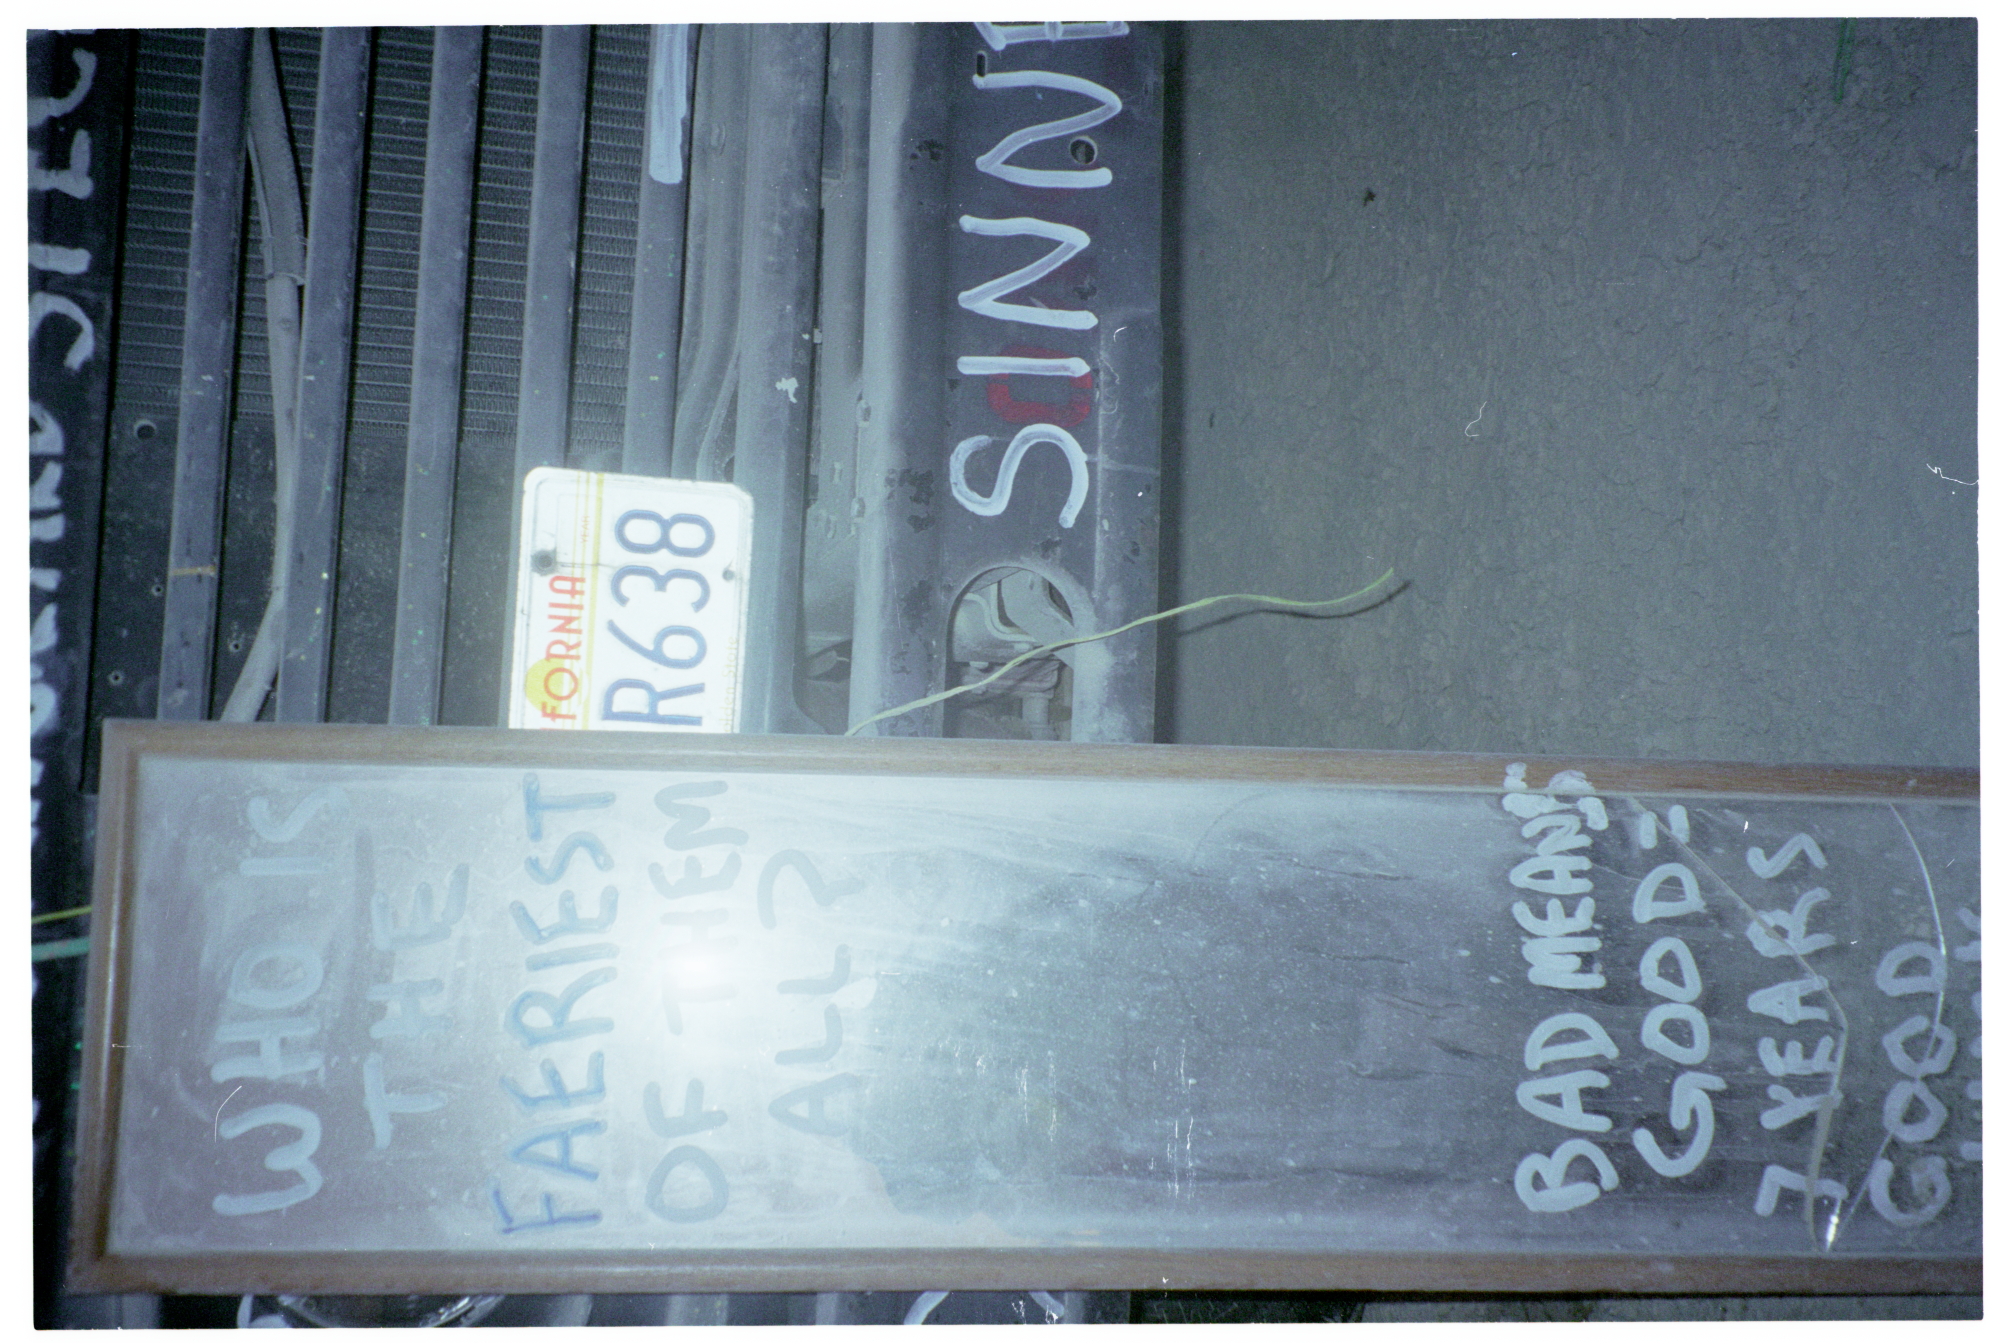 SINN
FORNIA
R638
WHO IS
THE
FAERIEST
OF THEM
ALL?
BAD MEANS
GOOD =
7 YEARS
GOOD